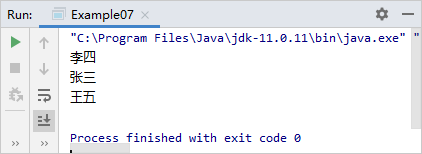 Run: Example07
"C:\Program Files\Java\jdk-11.0.11\bin\java.exe" "
李四
张三
王五
Process finished with exit code 0